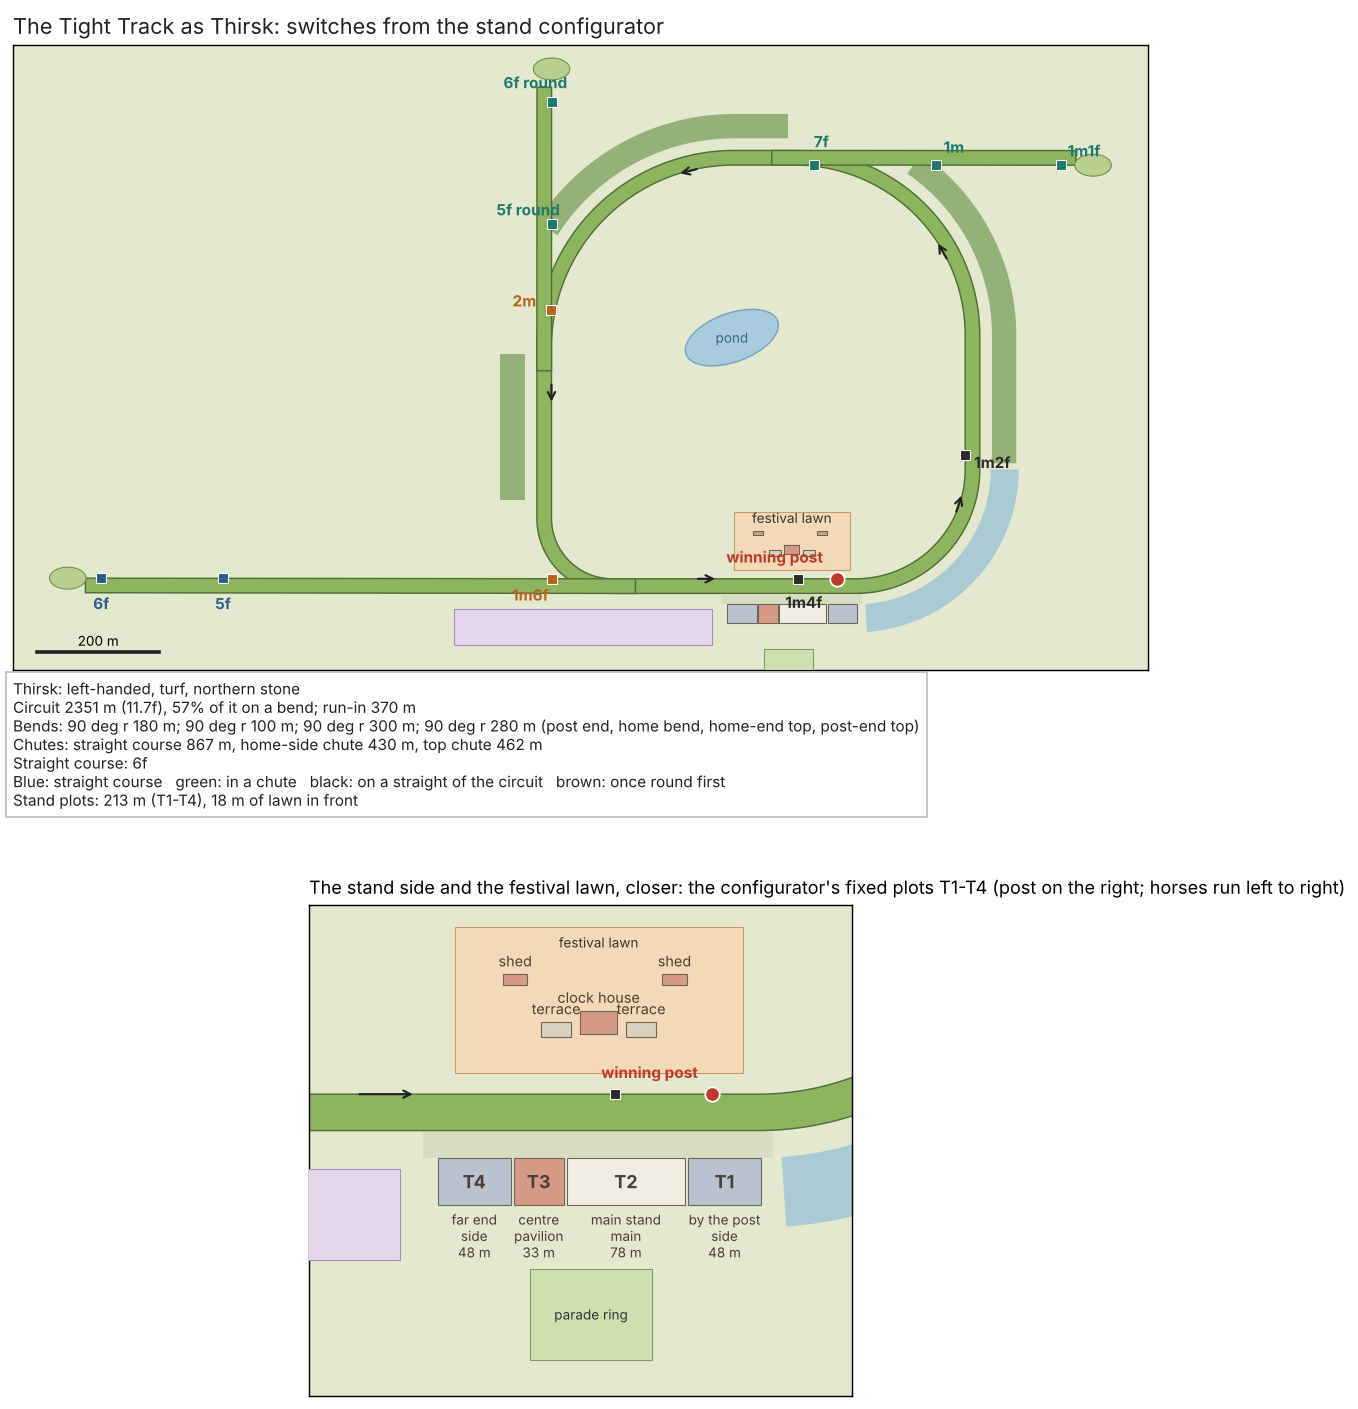 The Tight Track as Thirsk: switches from the stand configurator
6f round
7f
1m
1m1f
5f round
2m
pond
1m2f
festival lawn
winning post
6f
5f
1m6f
1m4f
200 m
Thirsk: left-handed, turf, northern stone
Circuit 2351 m (11.7f), 57% of it on a bend; run-in 370 m
Bends: 90 deg r 180 m; 90 deg r 100 m; 90 deg r 300 m; 90 deg r 280 m (post end, home bend, home-end top, post-end top)
Chutes: straight course 867 m, home-side chute 430 m, top chute 462 m
Straight course: 6f
Blue: straight course   green: in a chute   black: on a straight of the circuit   brown: once round first
Stand plots: 213 m (T1-T4), 18 m of lawn in front
The stand side and the festival lawn, closer: the configurator's fixed plots T1-T4 (post on the right; horses run left to right)
festival lawn
shed
shed
clock house
terrace
terrace
winning post
T4
T3
T2
T1
far end
side
48 m
centre
pavilion
33 m
main stand
main
78 m
by the post
side
48 m
parade ring